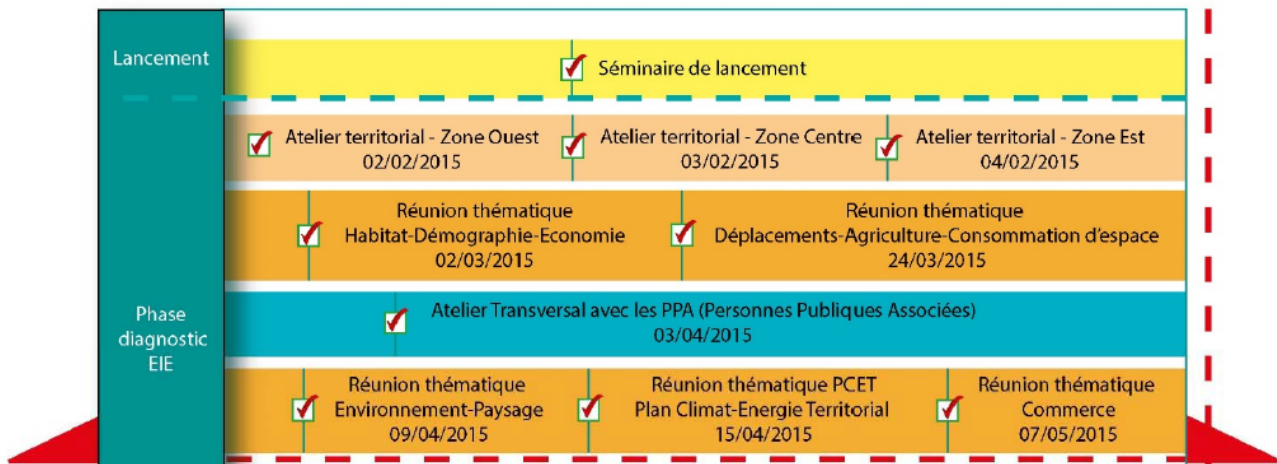 Lancement
Séminaire de lancement
Atelier territorial - Zone Ouest
02/02/2015
Atelier territorial - Zone Centre
03/02/2015
Atelier territorial - Zone Est
04/02/2015
Réunion thématique
Habitat-Démographie-Economie
02/03/2015
Réunion thématique
Déplacements-Agriculture-Consommation d'espace
24/03/2015
Phase
diagnostic
EIE
Atelier Transversal avec les PPA (Personnes Publiques Associées)
03/04/2015
Réunion thématique
Environnement-Paysage
09/04/2015
Réunion thématique PCET
Plan Climat-Energie Territorial
15/04/2015
Réunion thématique
Commerce
07/05/2015